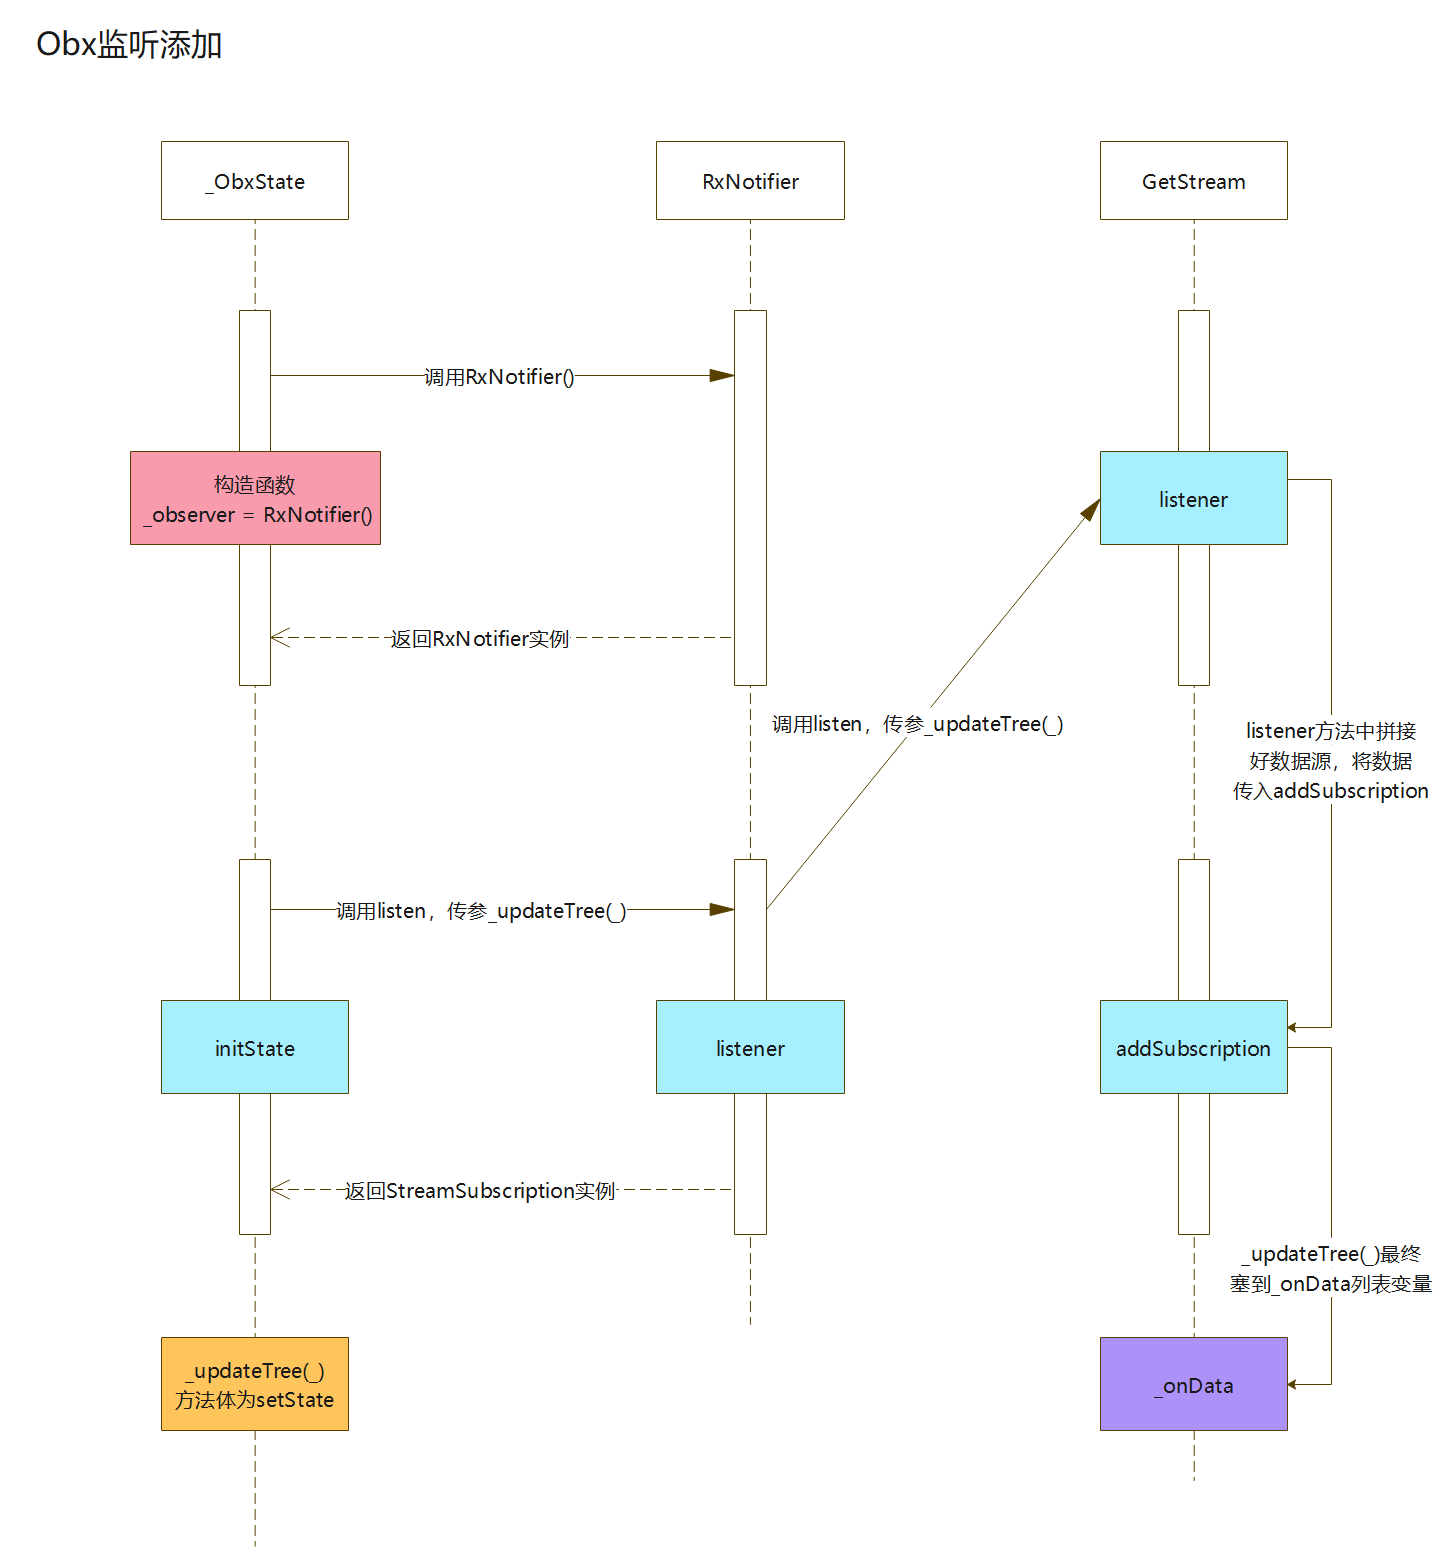 Obx监听添加
_ObxState
RxNotifier
GetStream
调用RxNotifier()
构造函数
_observer = RxNotifier()
listener
返回RxNotifier实例
调用listen，传参_updateTree(_)
listener方法中拼接
好数据源，将数据
传入addSubscription
调用listen，传参_updateTree(_)
initState
listener
addSubscription
返回StreamSubscription实例
_updateTree(_)最终
塞到_onData列表变量
_updateTree(_)
方法体为setState
_onData